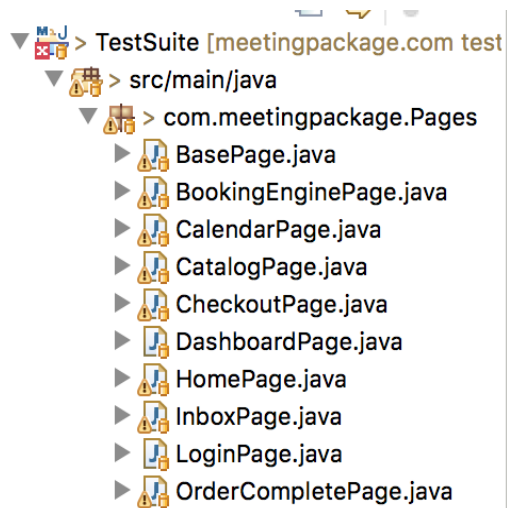 > TestSuite [meetingpackage.com test
> src/main/java
> com.meetingpackage.Pages
BasePage.java
BookingEnginePage.java
CalendarPage.java
CatalogPage.java
CheckoutPage.java
DashboardPage.java
HomePage.java
InboxPage.java
LoginPage.java
OrderCompletePage.java